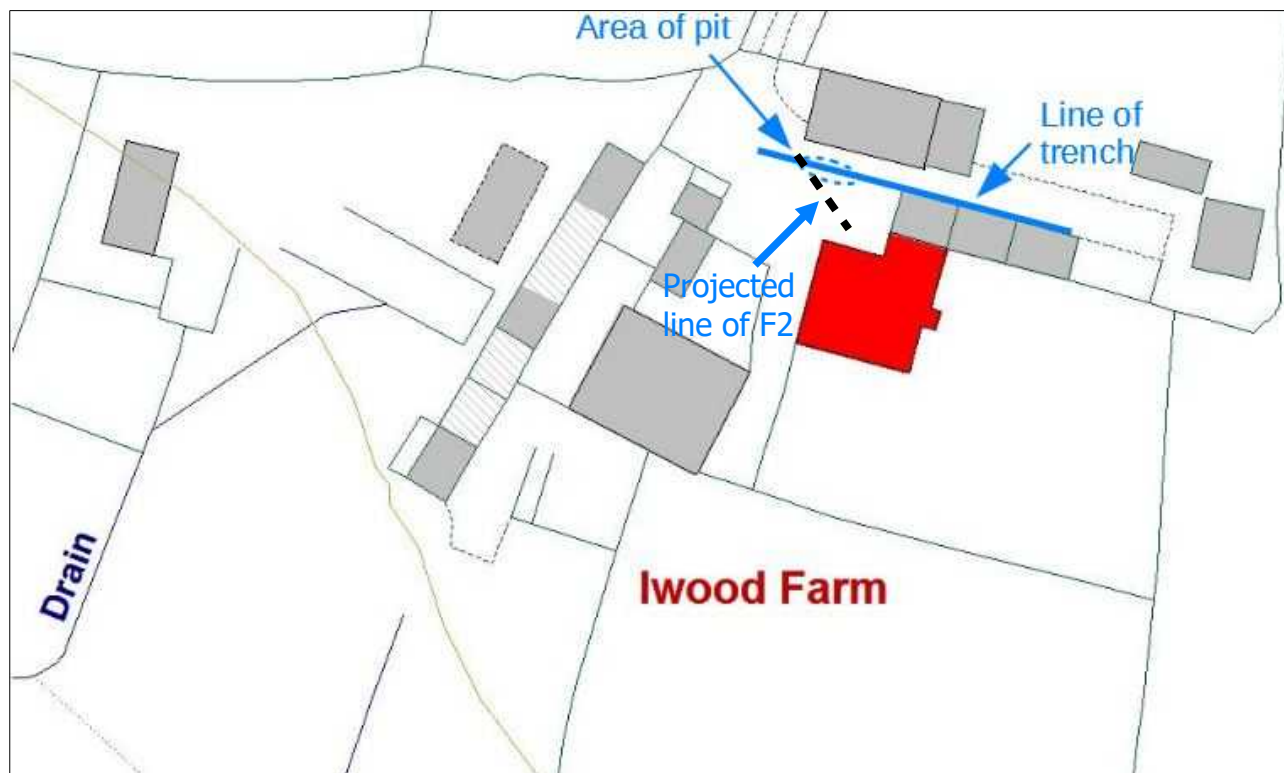 Area of pit
Line of
trench
Projected
line of F2
Iwood Farm
Drain